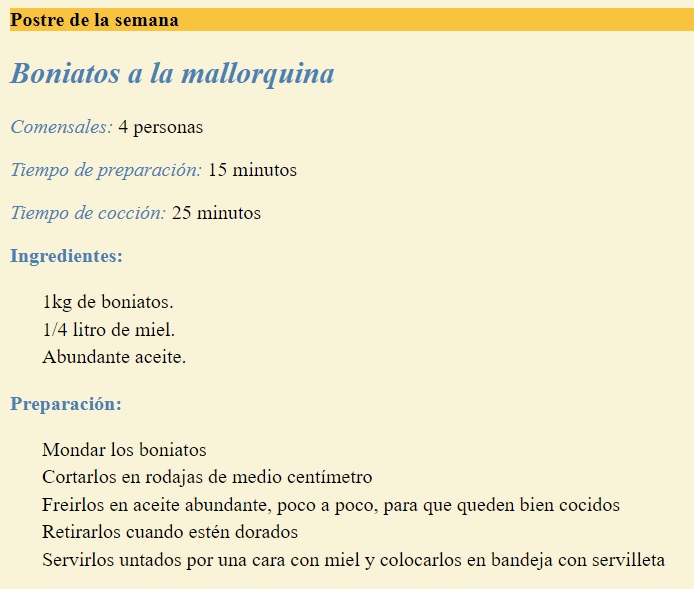 Postre de la semana
Boniatos a la mallorquina
Comensales: 4 personas
Tiempo de preparación: 15 minutos
Tiempo de cocción: 25 minutos
Ingredientes:
1kg de boniatos.
1/4 litro de miel.
Abundante aceite.
Preparación:
Mondar los boniatos
Cortarlos en rodajas de medio centímetro
Freirlos en aceite abundante, poco a poco, para que queden bien cocidos
Retirarlos cuando estén dorados
Servirlos untados por una cara con miel y colocarlos en bandeja con servilleta